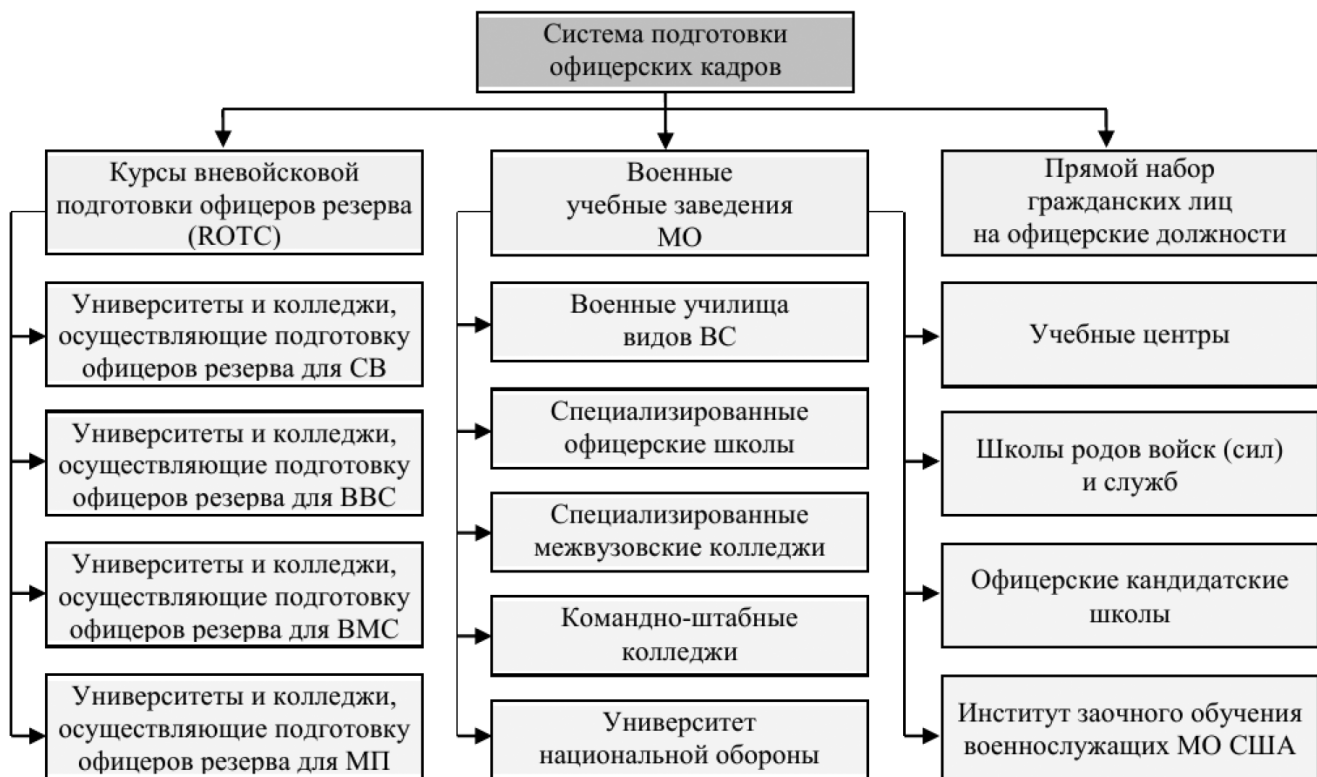 Система подготовки
офицерских кадров
Курсы вневойсковой
подготовки офицеров резерва
(ROTC)
Военные
учебные заведения
МО
Прямой набор
гражданских лиц
на офицерские должности
Университеты и колледжи,
осуществляющие подготовку
офицеров резерва для СВ
Военные училища
видов ВС
Учебные центры
Университеты и колледжи,
осуществляющие подготовку
офицеров резерва для ВВС
Специализированные
офицерские школы
Школы родов войск (сил)
и служб
Специализированные
межвузовские колледжи
Университеты и колледжи,
осуществляющие подготовку
офицеров резерва для ВМС
Командно-штабные
колледжи
Офицерские кандидатские
школы
Университеты и колледжи,
осуществляющие подготовку
офицеров резерва для МП
Университет
национальной обороны
Институт заочного обучения
военнослужащих МО США